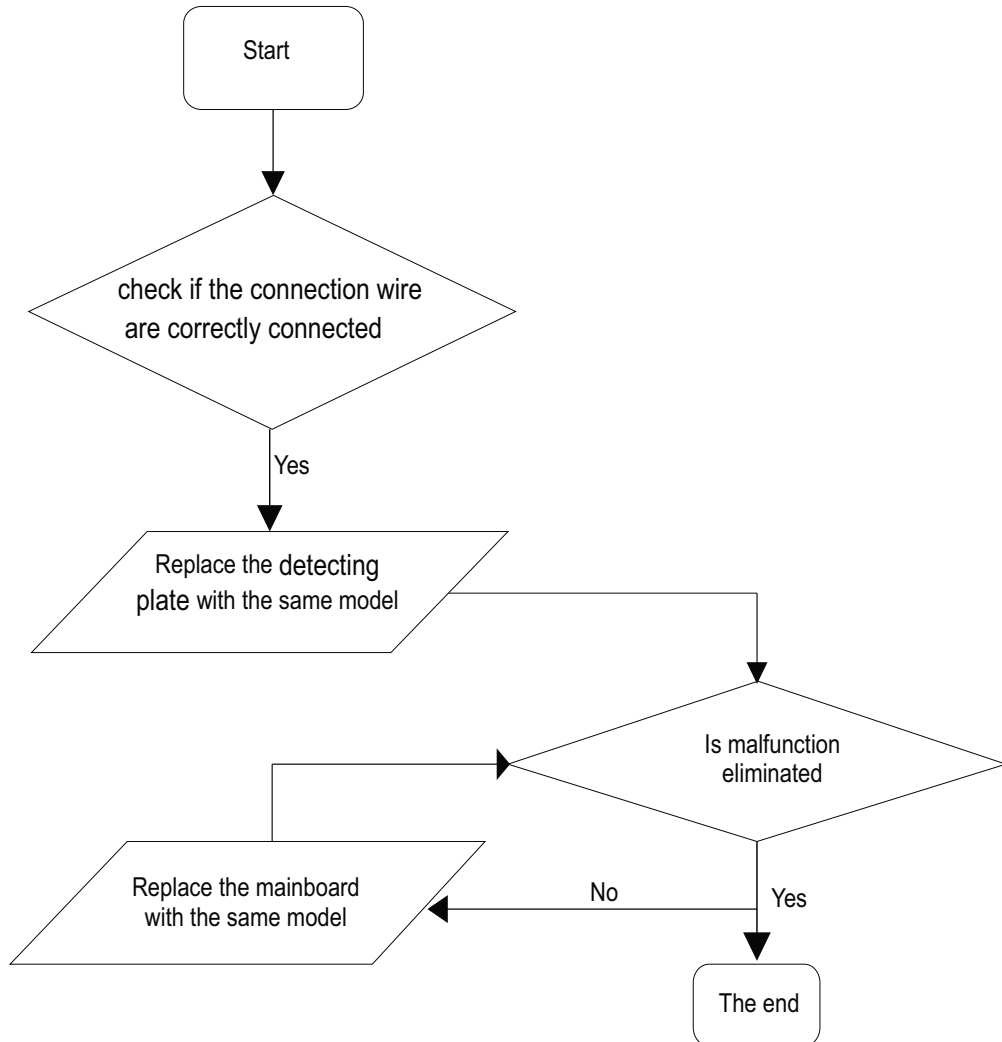 Start
check if the connection wire
are correctly connected
Yes
Replace the detecting
plate with the same model
Is malfunction
eliminated
Replace the mainboard
with the same model
No
Yes
The end